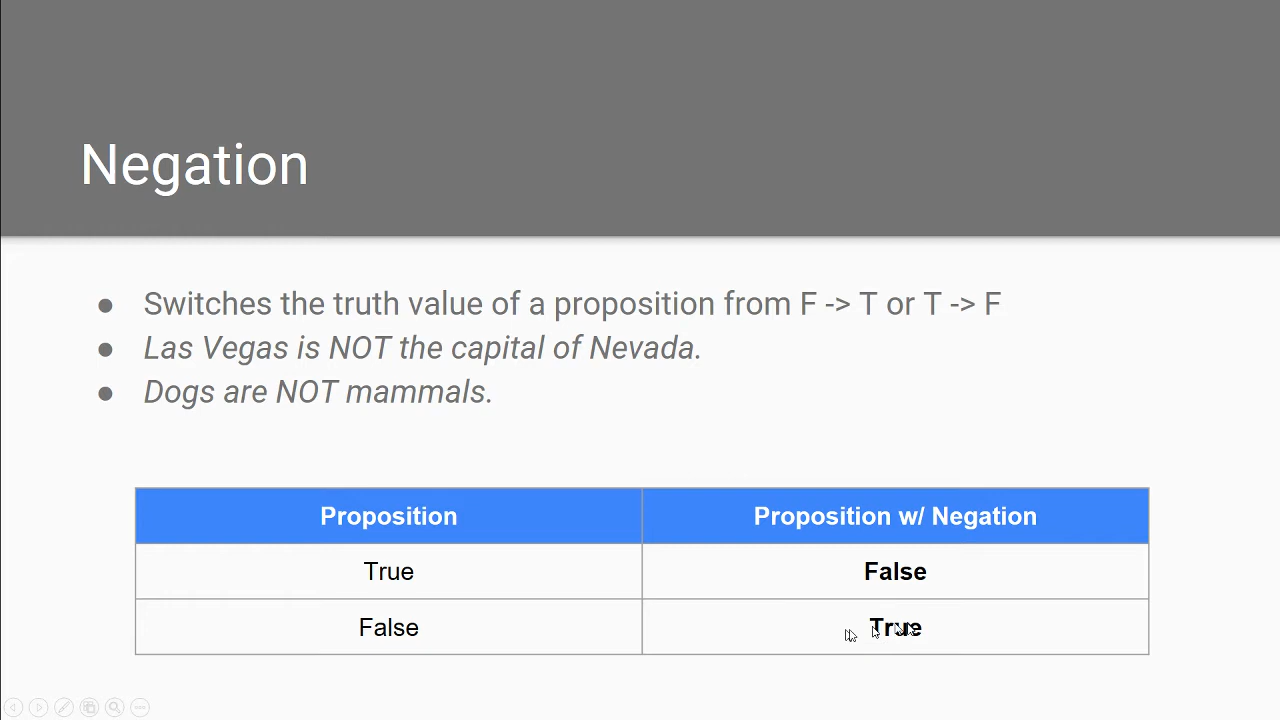 Negation
● Switches the truth value of a proposition from F -> T or T -> F
● Las Vegas is NOT the capital of Nevada.
● Dogs are NOT mammals.
Proposition Proposition w/ Negation
True False
False True